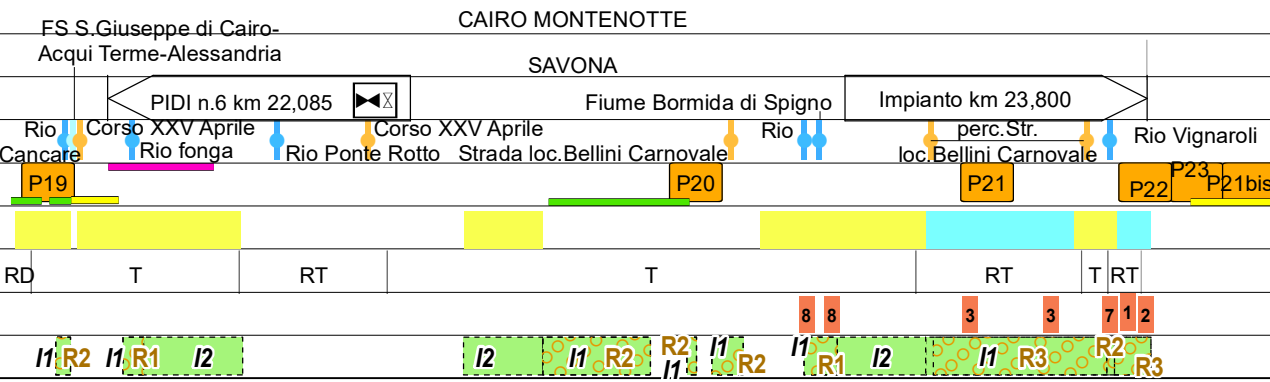 CAIRO MONTENOTTE
FS S.Giuseppe di Cairo-
Acqui Terme-Alessandria
SAVONA
PIDI n.6 km 22,085
Fiume Bormida di Spigno
Impianto km 23,800
Rio
Cancare
Corso XXV Aprile
Rio fonga
Rio Ponte Rotto
Corso XXV Aprile
Strada loc.Bellini Carnovale
Rio
perc.Str.
loc.Bellini Carnovale
Rio Vignaroli
P19
P20
P21
P22
P23
P21bis
RD T RT T RT T RT
8 8 3 3 7 1 2
I1 R2 I1 R1 I2 I2 I1 R2 R2 I1 I1 R2 I1 R1 I2 I1 R3 R2 R3